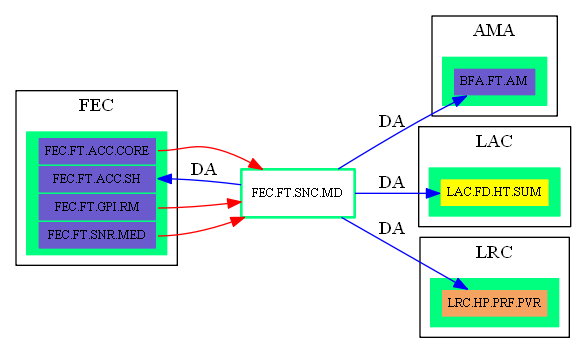 AMA
BFA.FT.AM
FEC
FEC.FT.ACC.CORE
FEC.FT.ACC.SH
FEC.FT.GPI.RM
FEC.FT.SNR.MED
DA
FEC.FT.SNC.MD
DA
DA
DA
LAC
LAC.FD.HT.SUM
LRC
LRC.HP.PRF.PVR